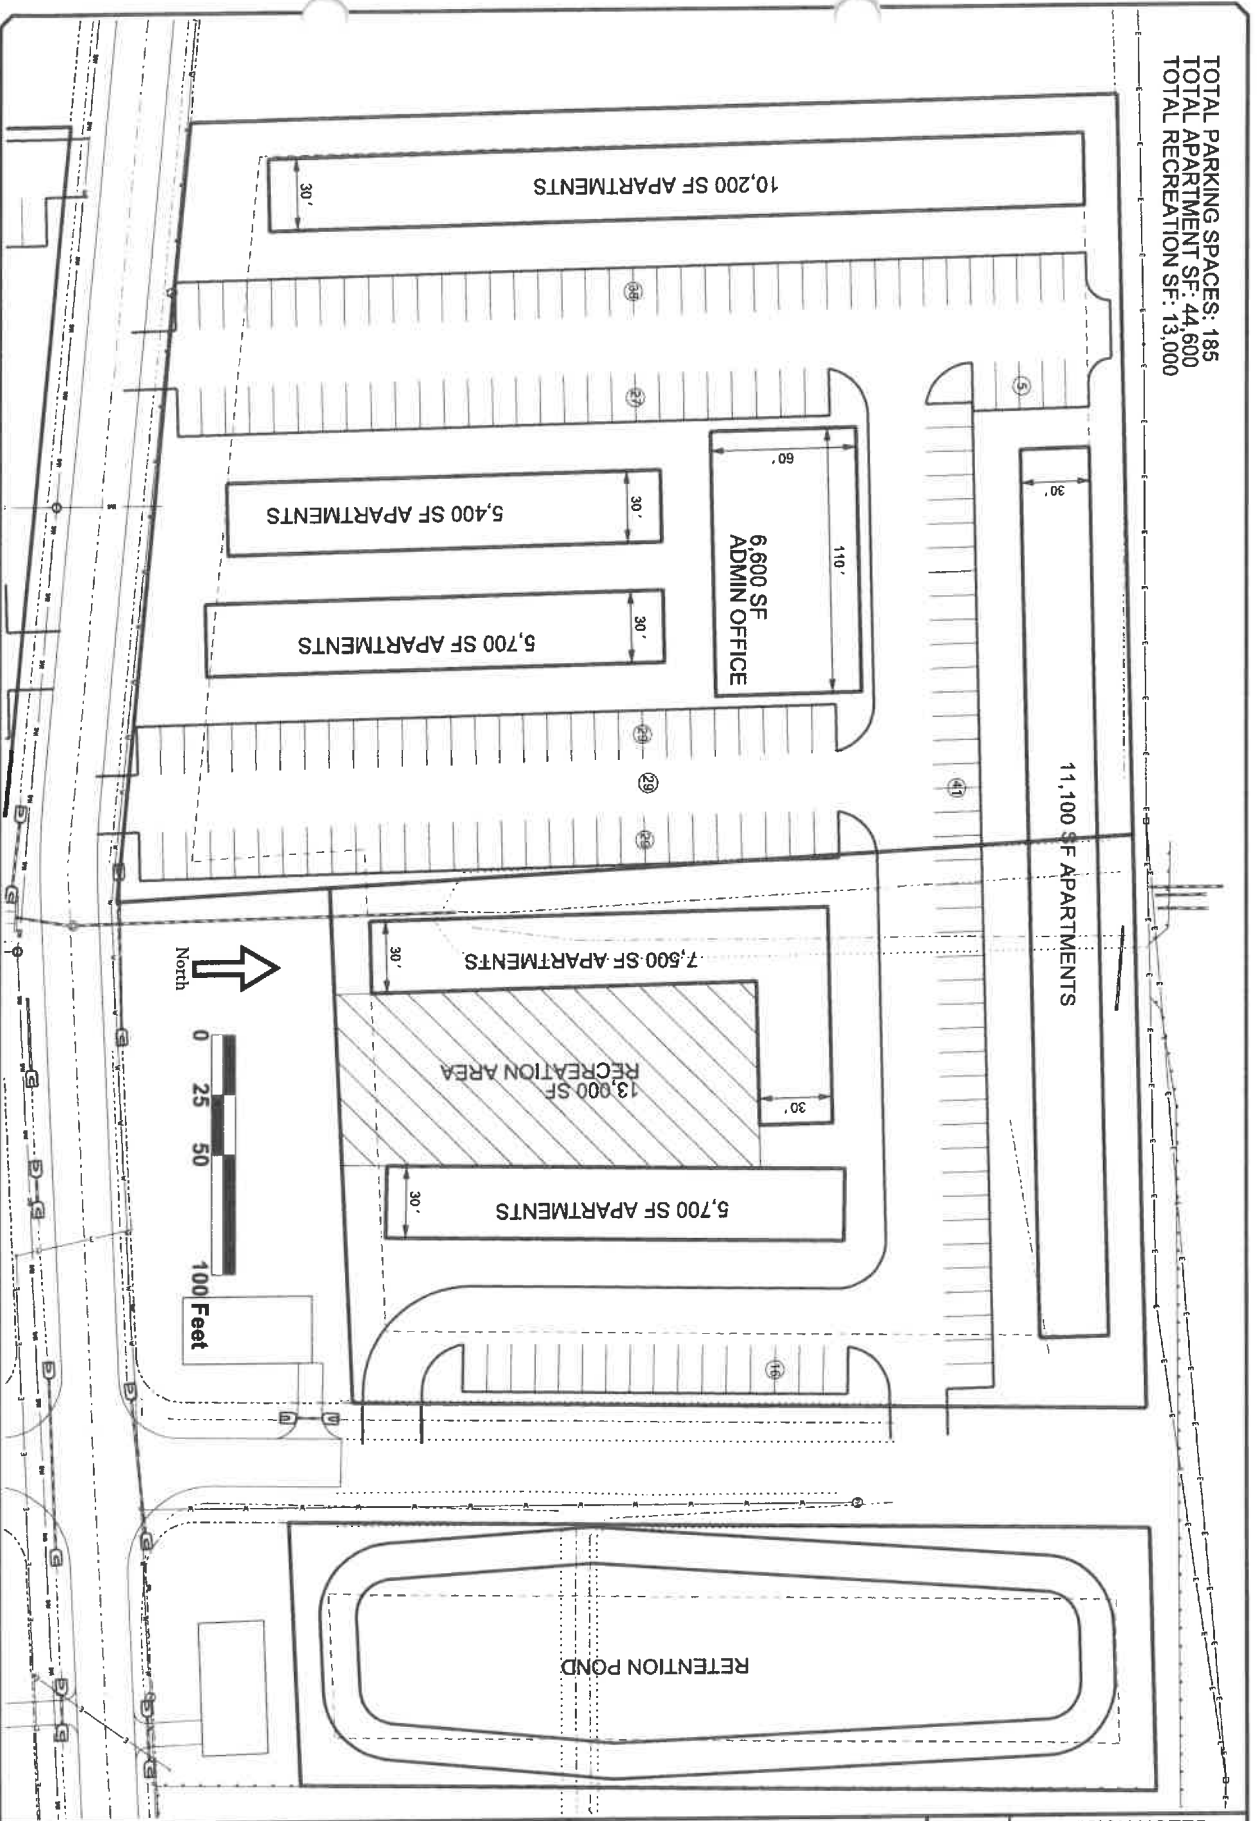 TOTAL PARKING SPACES: 185
TOTAL APARTMENT SF: 44,600
TOTAL RECREATION SF: 13,000
10,200 SF APARTMENTS
30'
38
27
5
5,400 SF APARTMENTS
30'
5,700 SF APARTMENTS
30'
6,600 SF
ADMIN OFFICE
60'
110'
11,100 SF APARTMENTS
30'
41
29
29
7,500 SF APARTMENTS
30'
30'
13,000 SF
RECREATION AREA
5,700 SF APARTMENTS
30'
16
North
0 25 50 100 Feet
RETENTION POND